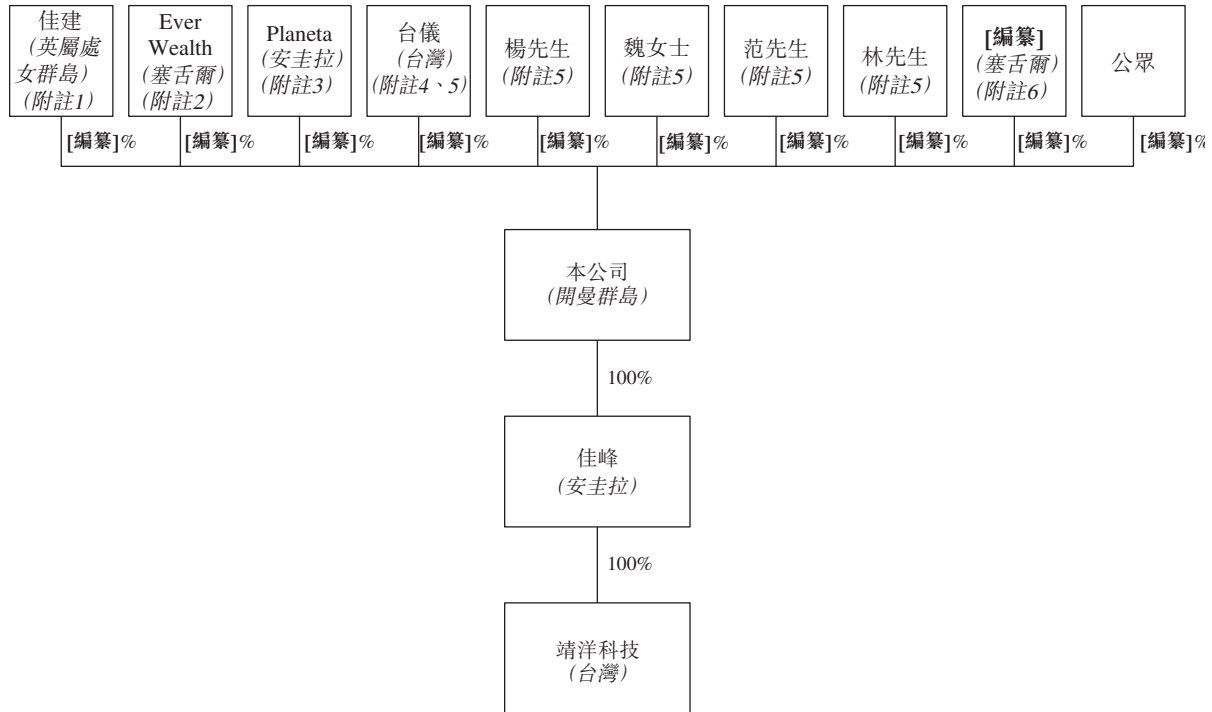 佳建
(英屬處
女群島)
(附註1)
Ever
Wealth
(塞舌爾)
(附註2)
Planeta
(安圭拉)
(附註3)
台儀
(台灣)
(附註4、5)
楊先生
(附註5)
魏女士
(附註5)
范先生
(附註5)
林先生
(附註5)
[編纂]
(塞舌爾)
(附註6)
公眾
[編纂]%
[編纂]%
[編纂]%
[編纂]%
[編纂]%
[編纂]%
[編纂]%
[編纂]%
[編纂]%
[編纂]%
本公司
(開曼群島)
100%
佳峰
(安圭拉)
100%
靖洋科技
(台灣)